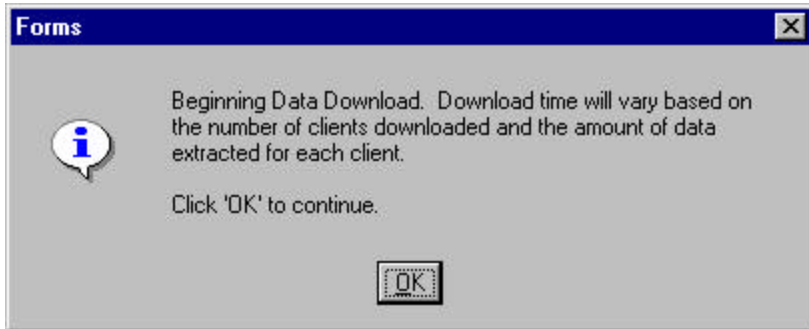 Forms
Beginning Data Download.  Download time will vary based on
the number of clients downloaded and the amount of data
extracted for each client.
Click 'OK' to continue.
OK